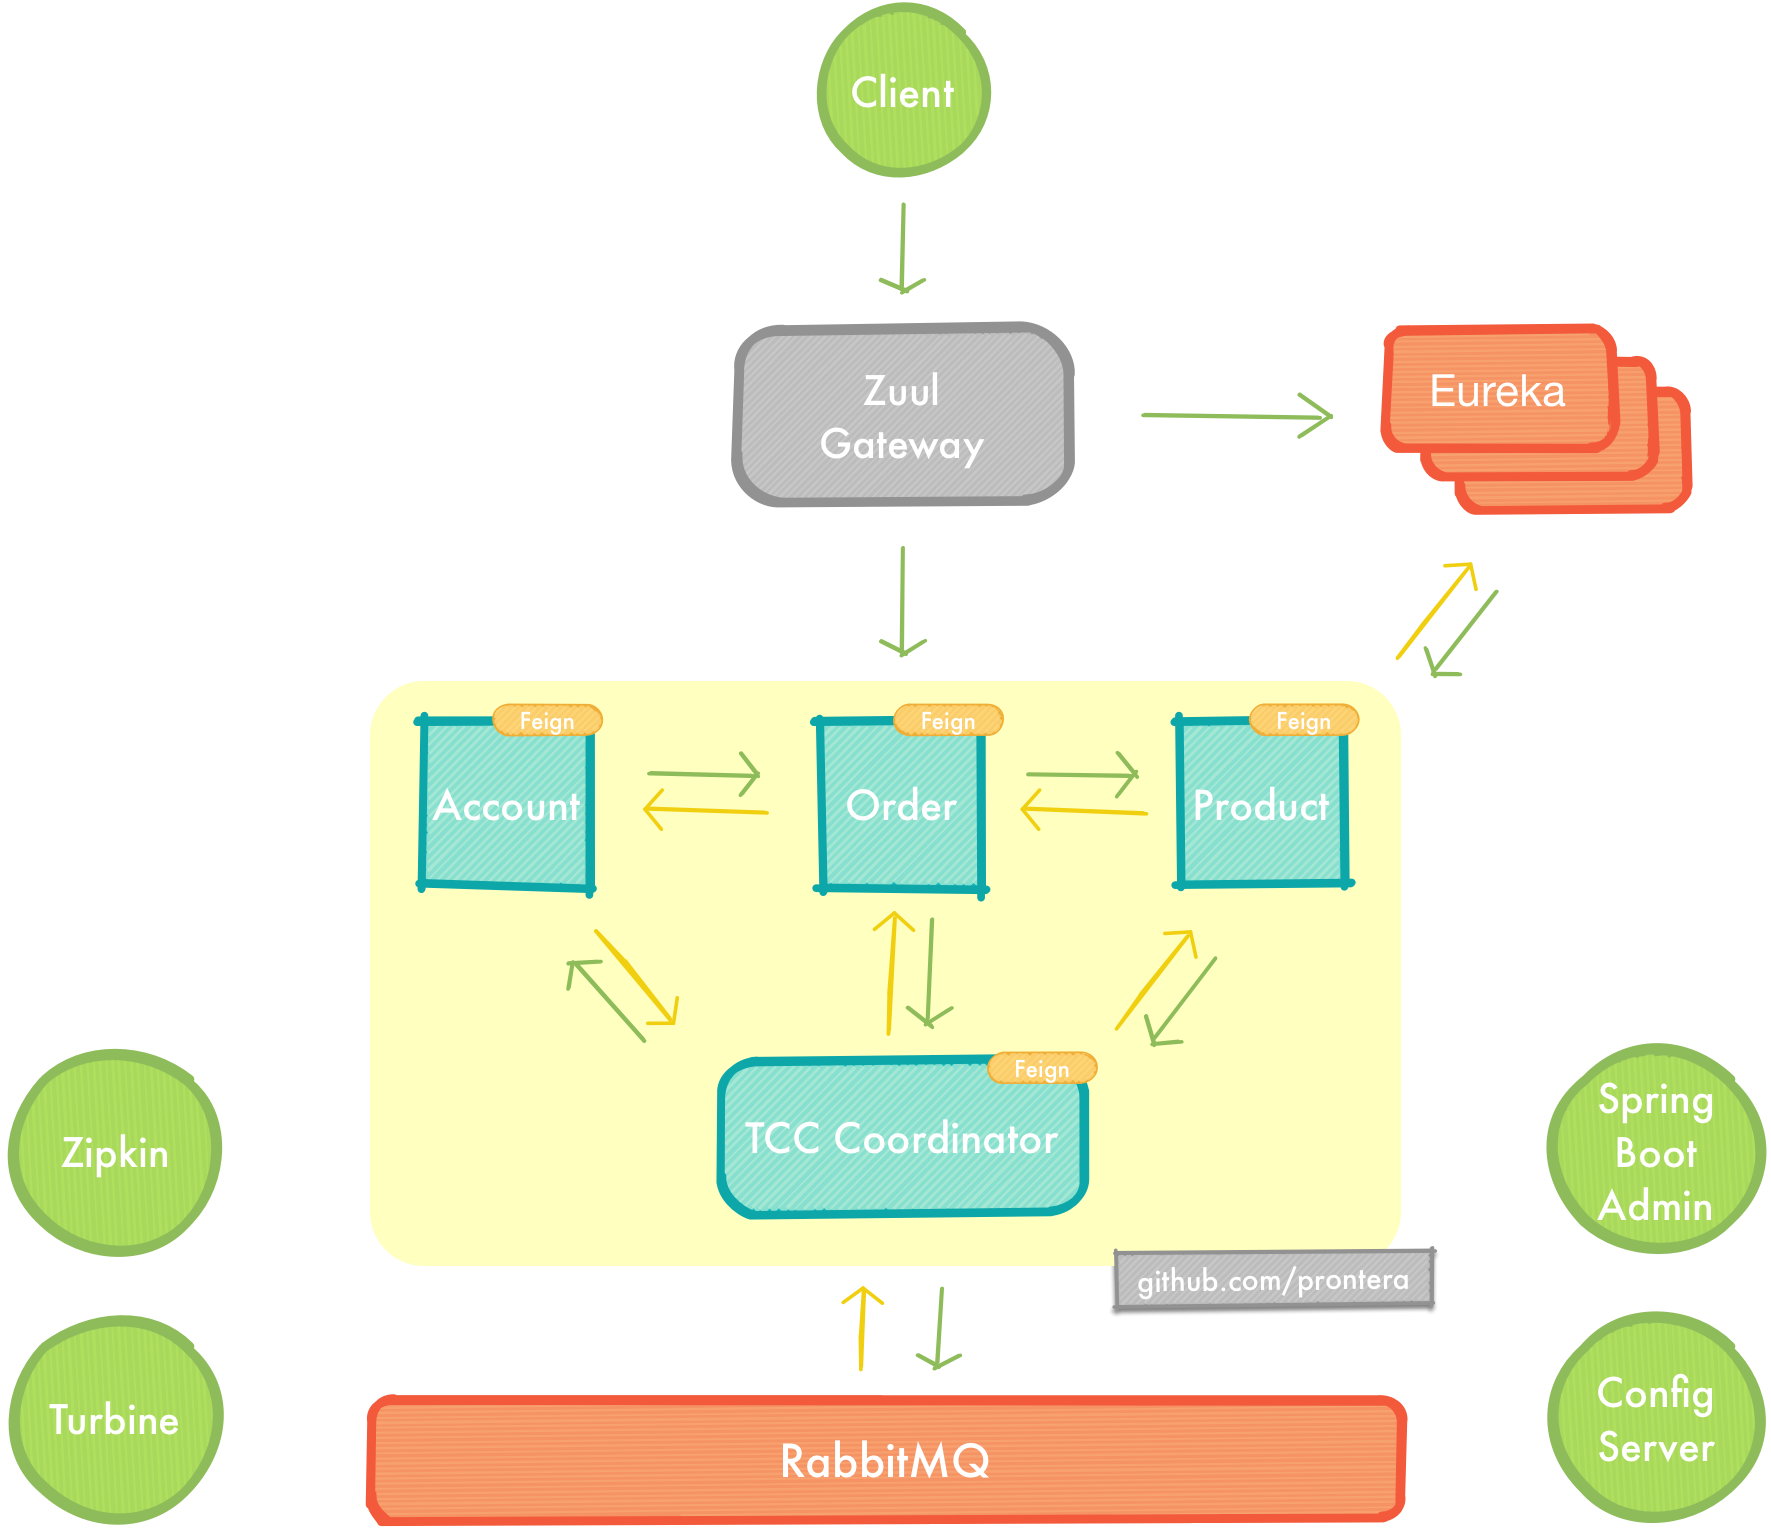 Client
Zuul
Gateway
Eureka
Feign
Feign
Feign
Account
Order
Product
Feign
TCC Coordinator
Zipkin
Spring
Boot
Admin
github.com/prontera
Turbine
Config
Server
RabbitMQ